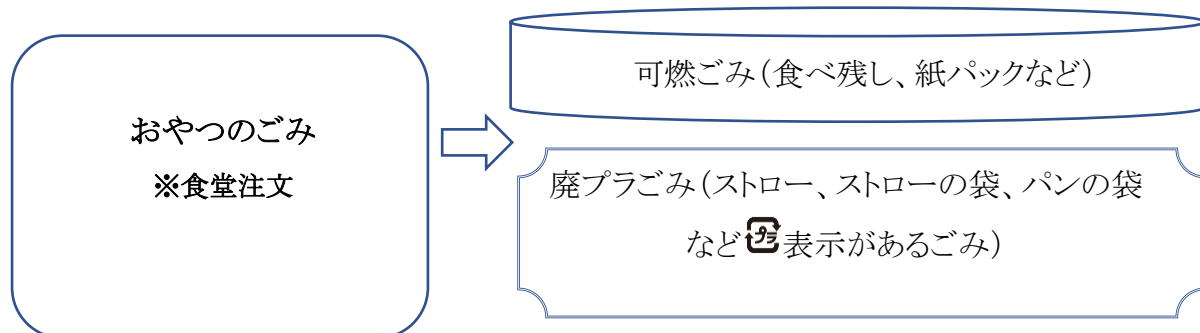 おやつのごみ
※食堂注文
可燃ごみ（食べ残し、紙パックなど）
廃プラごみ（ストロー、ストローの袋、パンの袋
などプラ表示があるごみ）